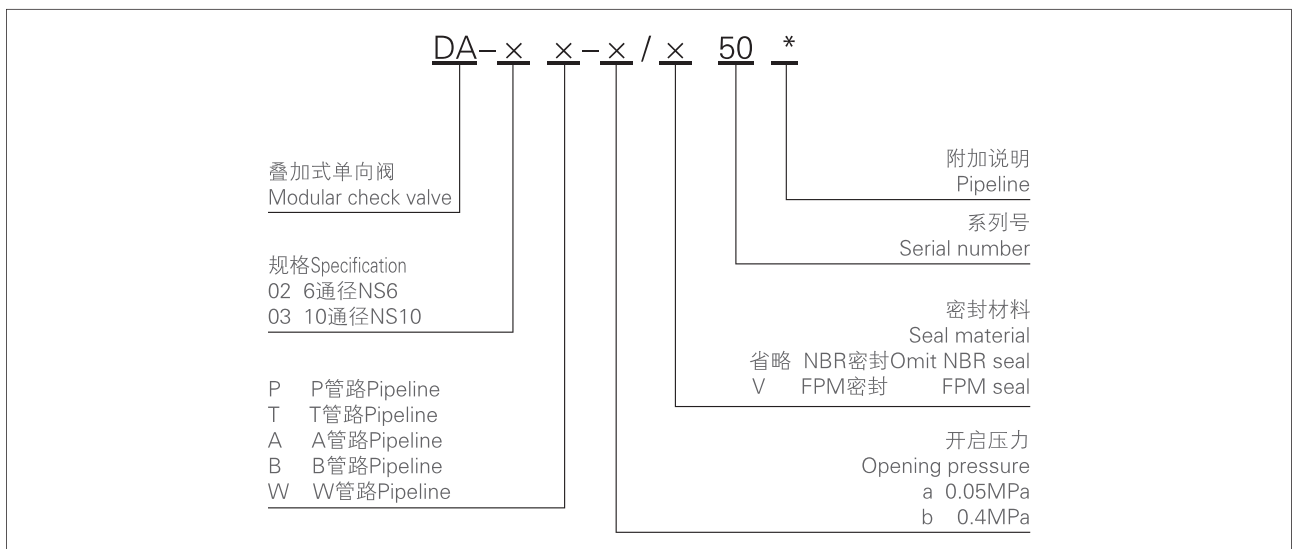 DA-× ×-×/× 50 *
叠加式单向阀
Modular check valve
规格Specification
02 6通径NS6
03 10通径NS10
P P管路Pipeline
T T管路Pipeline
A A管路Pipeline
B B管路Pipeline
W W管路Pipeline
附加说明
Pipeline
系列号
Serial number
密封材料
Seal material
省略 NBR密封Omit NBR seal
V FPM密封 FPM seal
开启压力
Opening pressure
a 0.05MPa
b 0.4MPa